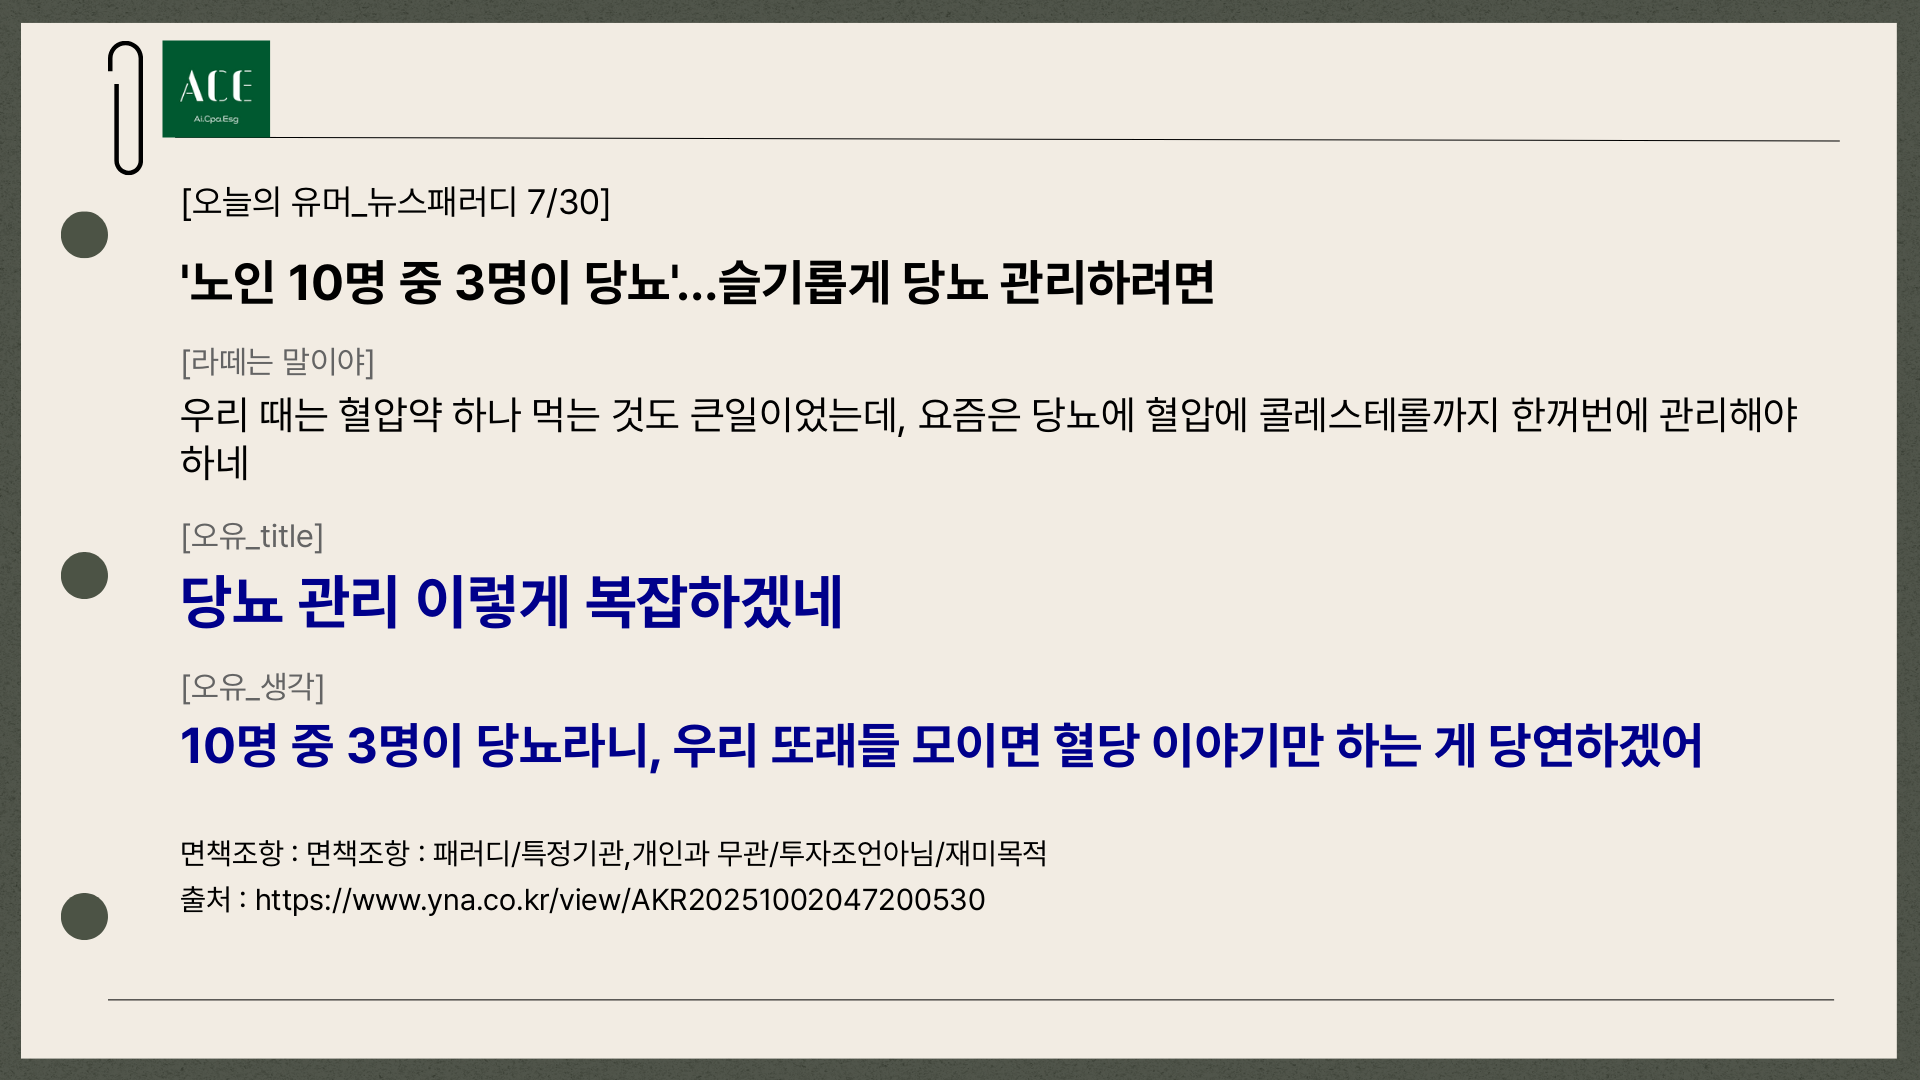 ACE
Ai.Cpa.Esg
[오늘의 유머_뉴스패러디 7/30]
'노인 10명 중 3명이 당뇨'...슬기롭게 당뇨 관리하려면
[라떼는 말이야]
우리 때는 혈압약 하나 먹는 것도 큰일이었는데, 요즘은 당뇨에 혈압에 콜레스테롤까지 한꺼번에 관리해야
하네
[오유_title]
당뇨 관리 이렇게 복잡하겠네
[오유_생각]
10명 중 3명이 당뇨라니, 우리 또래들 모이면 혈당 이야기만 하는 게 당연하겠어
면책조항 : 면책조항 : 패러디/특정기관,개인과 무관/투자조언아님/재미목적
출처 : https://www.yna.co.kr/view/AKR20251002047200530